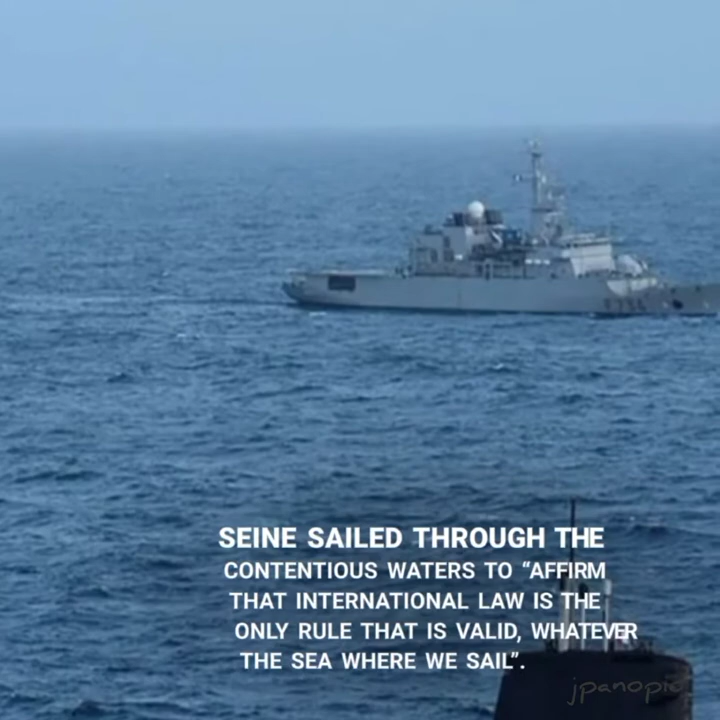 SEINE SAILED THROUGH THE
CONTENTIOUS WATERS TO “AFFIRM
THAT INTERNATIONAL LAW IS THE
ONLY RULE THAT IS VALID, WHATEVER
THE SEA WHERE WE SAIL”.